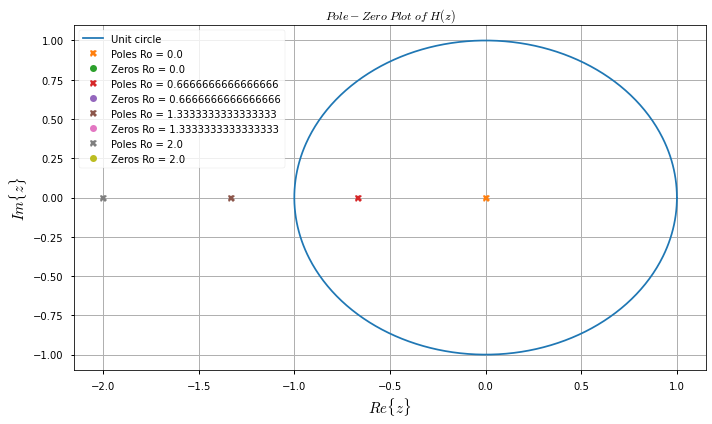 Pole − Zero Plot of H(z)
Unit circle
Poles Ro = 0.0
Zeros Ro = 0.0
Poles Ro = 0.6666666666666666
Zeros Ro = 0.6666666666666666
Poles Ro = 1.3333333333333333
Zeros Ro = 1.3333333333333333
Poles Ro = 2.0
Zeros Ro = 2.0
1.00
0.75
0.50
0.25
0.00
−0.25
−0.50
−0.75
−1.00
Im{z}
−2.0 −1.5 −1.0 −0.5 0.0 0.5 1.0
Re{z}